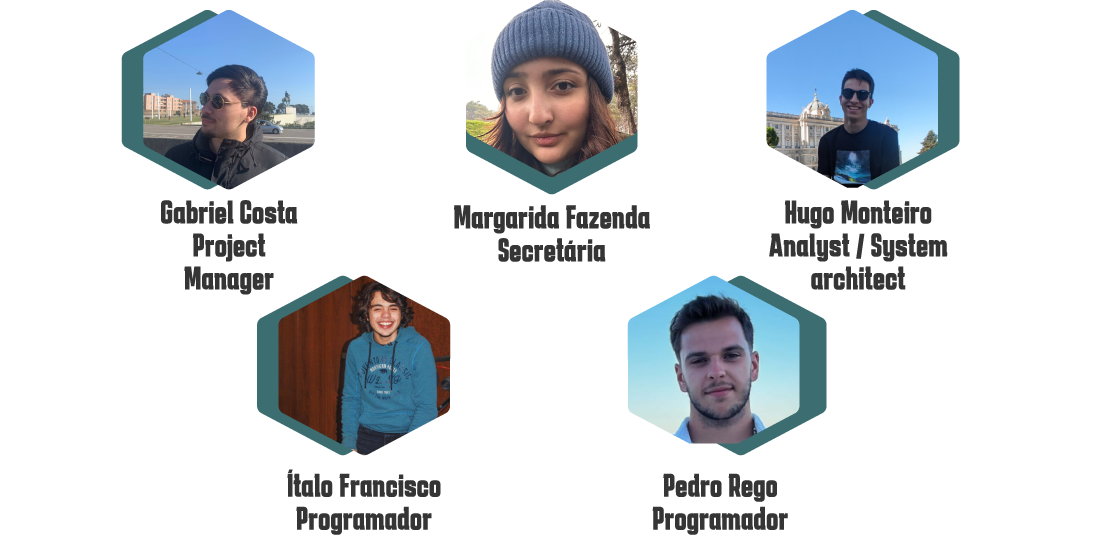 Gabriel Costa
Project
Manager
Margarida Fazenda
Secretária
Hugo Monteiro
Analyst / System
architect
Ítalo Francisco
Programador
Pedro Rego
Programador